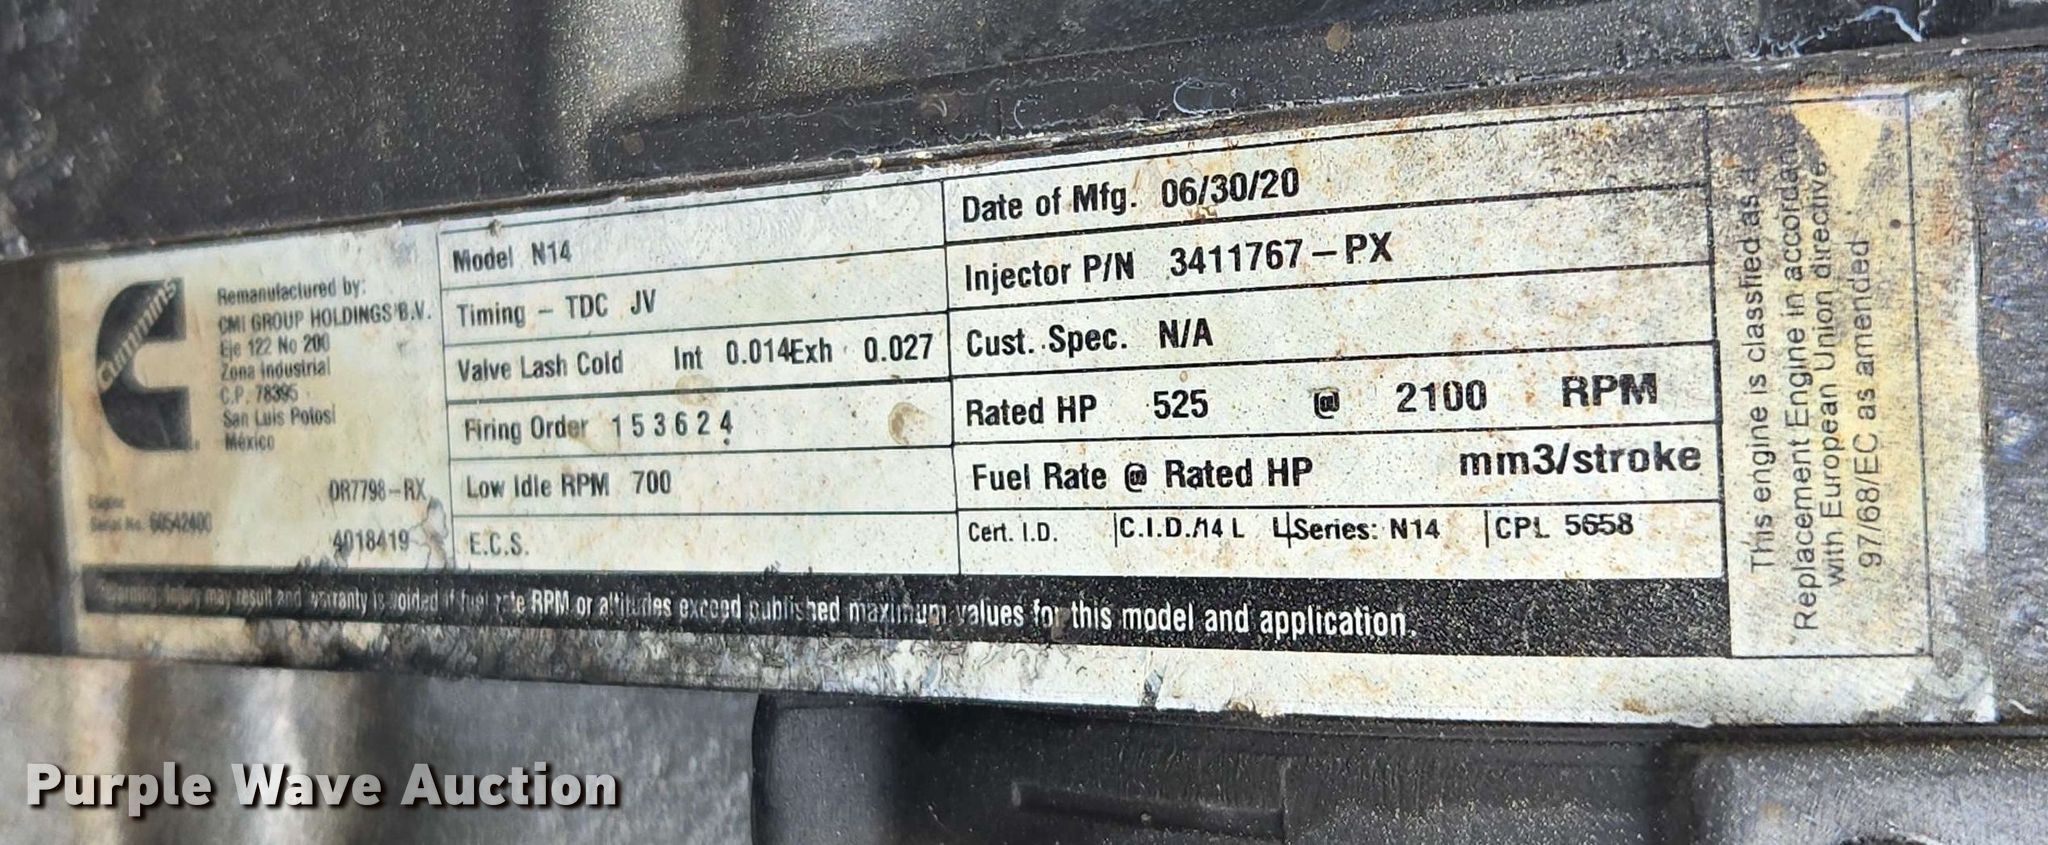 Cummins
Remanufactured by:
CMI GROUP HOLDINGS B.V.
Eje 122 No 200
Zona Industrial
C.P. 78395
San Luis Potosi
México
DR7798-RX
Engine
Serial No. 60542400
4018419
Model N14
Timing - TDC JV
Valve Lash Cold Int 0.014 Exh 0.027
Firing Order 1 5 3 6 2 4
Low Idle RPM 700
E.C.S.
Date of Mfg. 06/30/20
Injector P/N 3411767-PX
Cust. Spec. N/A
Rated HP 525 @ 2100 RPM
Fuel Rate @ Rated HP mm3/stroke
Cert. I.D. C.I.D./14 L Series: N14 CPL 5658
Injury may result and warranty is voided if fuel rate RPM or altitudes exceed published maximum values for this model and application.
This engine is classified as a
Replacement Engine in accordance
with European Union directive
97/68/EC as amended
Purple Wave Auction